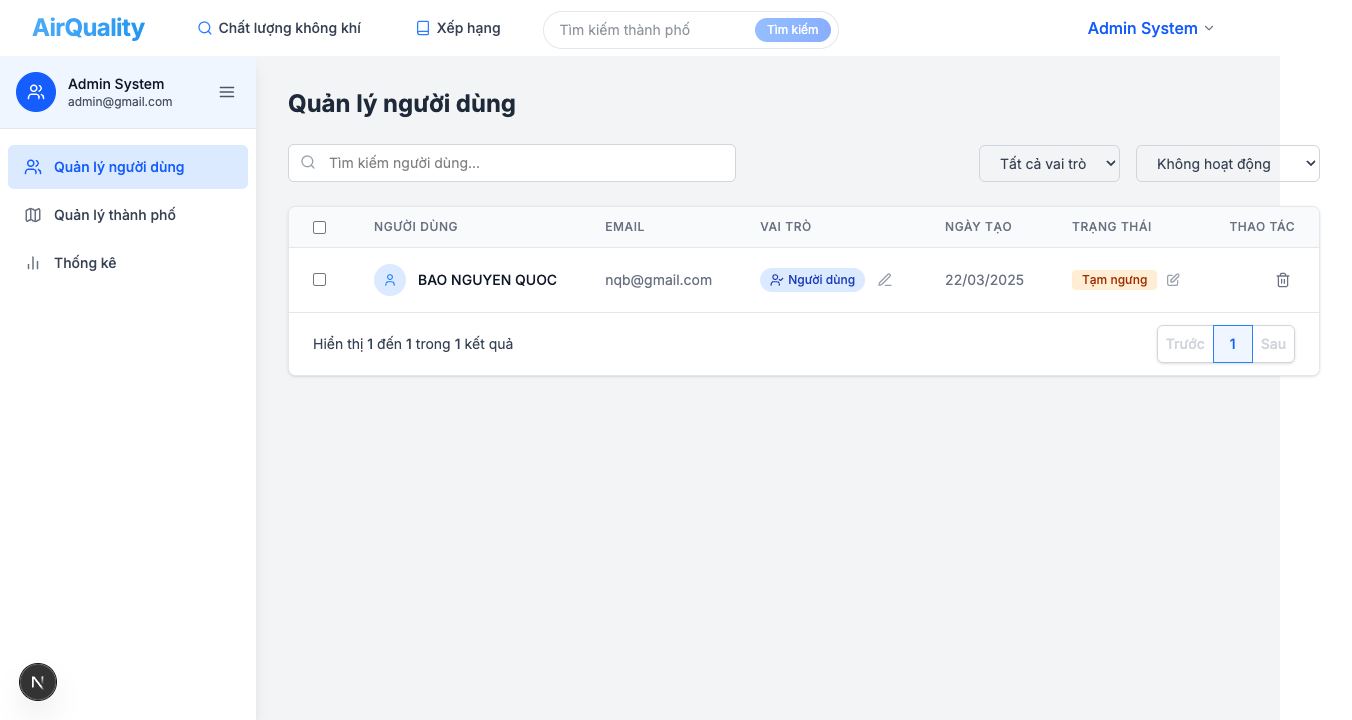 AirQuality
Chất lượng không khí
Xếp hạng
Tìm kiếm thành phố
Tìm kiếm
Admin System
Admin System
admin@gmail.com
Quản lý người dùng
Quản lý thành phố
Thống kê
Quản lý người dùng
Tìm kiếm người dùng...
Tất cả vai trò
Không hoạt động
NGƯỜI DÙNG EMAIL VAI TRÒ NGÀY TẠO TRẠNG THÁI THAO TÁC
BAO NGUYEN QUOC nqb@gmail.com Người dùng 22/03/2025 Tạm ngưng
Hiển thị 1 đến 1 trong 1 kết quả
Trước 1 Sau
N